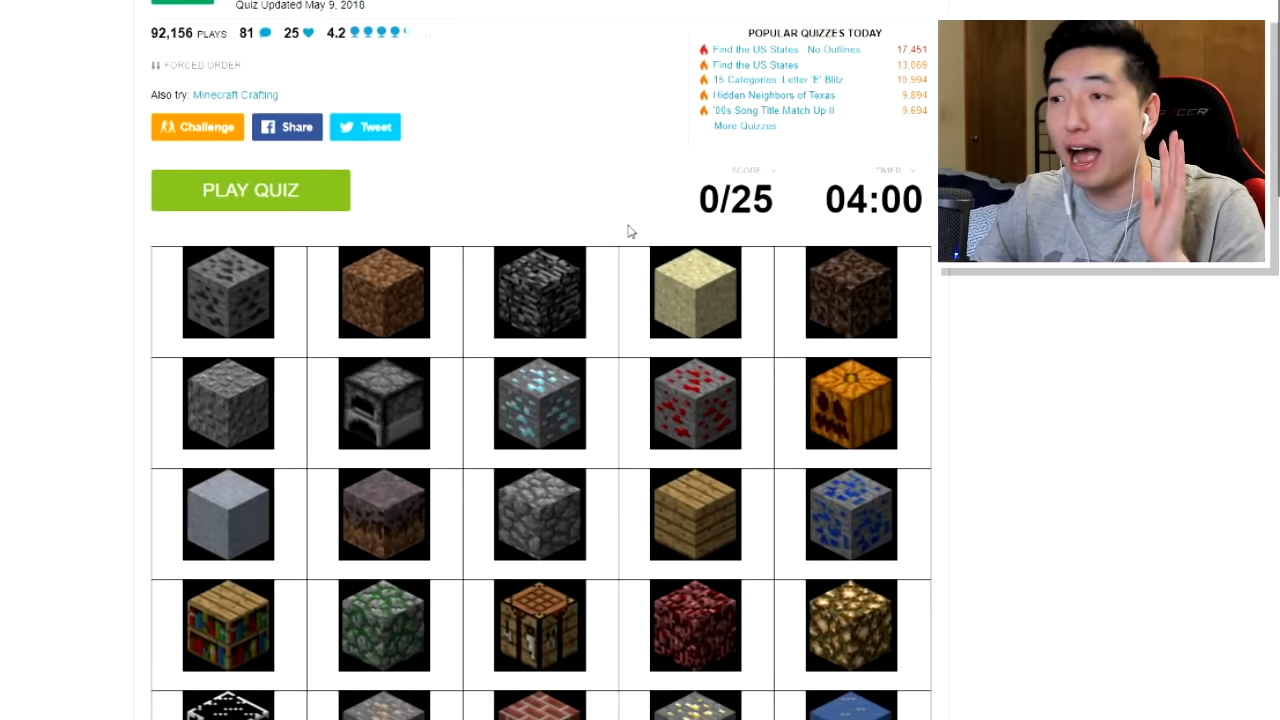 Quiz Updated May 9, 2018
92,156 PLAYS 81 25 4.2 ...
FORCED ORDER
Also try: Minecraft Crafting
Challenge
Share
Tweet
POPULAR QUIZZES TODAY
Find the US States - No Outlines 17,451
Find the US States 13,069
15 Categories: Letter 'E' Blitz 10,994
Hidden Neighbors of Texas 9,894
'00s Song Title Match Up II 9,694
More Quizzes
PLAY QUIZ
SCORE
0/25
TIMER
04:00